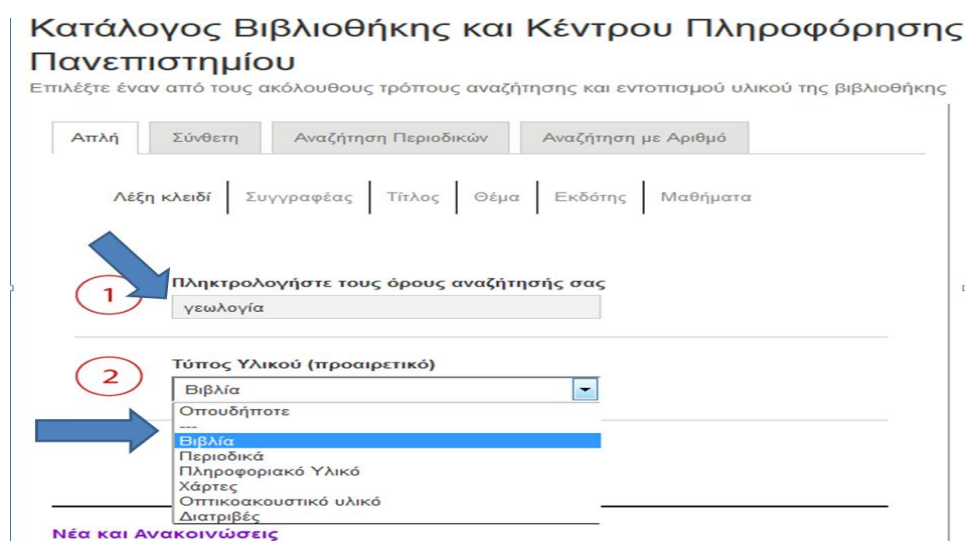 Κατάλογος Βιβλιοθήκης και Κέντρου Πληροφόρησης
Πανεπιστημίου
Επιλέξτε έναν από τους ακόλουθους τρόπους αναζήτησης και εντοπισμού υλικού της βιβλιοθήκης
Απλή Σύνθετη Αναζήτηση Περιοδικών Αναζήτηση με Αριθμό
Λέξη κλειδί Συγγραφέας Τίτλος Θέμα Εκδότης Μαθήματα
1 Πληκτρολογήστε τους όρους αναζήτησής σας
γεωλογία
2 Τύπος Υλικού (προαιρετικό)
Βιβλία
Οπουδήποτε
---
Βιβλία
Περιοδικά
Πληροφοριακό Υλικό
Χάρτες
Οπτικοακουστικό υλικό
Διατριβές
Νέα και Ανακοινώσεις